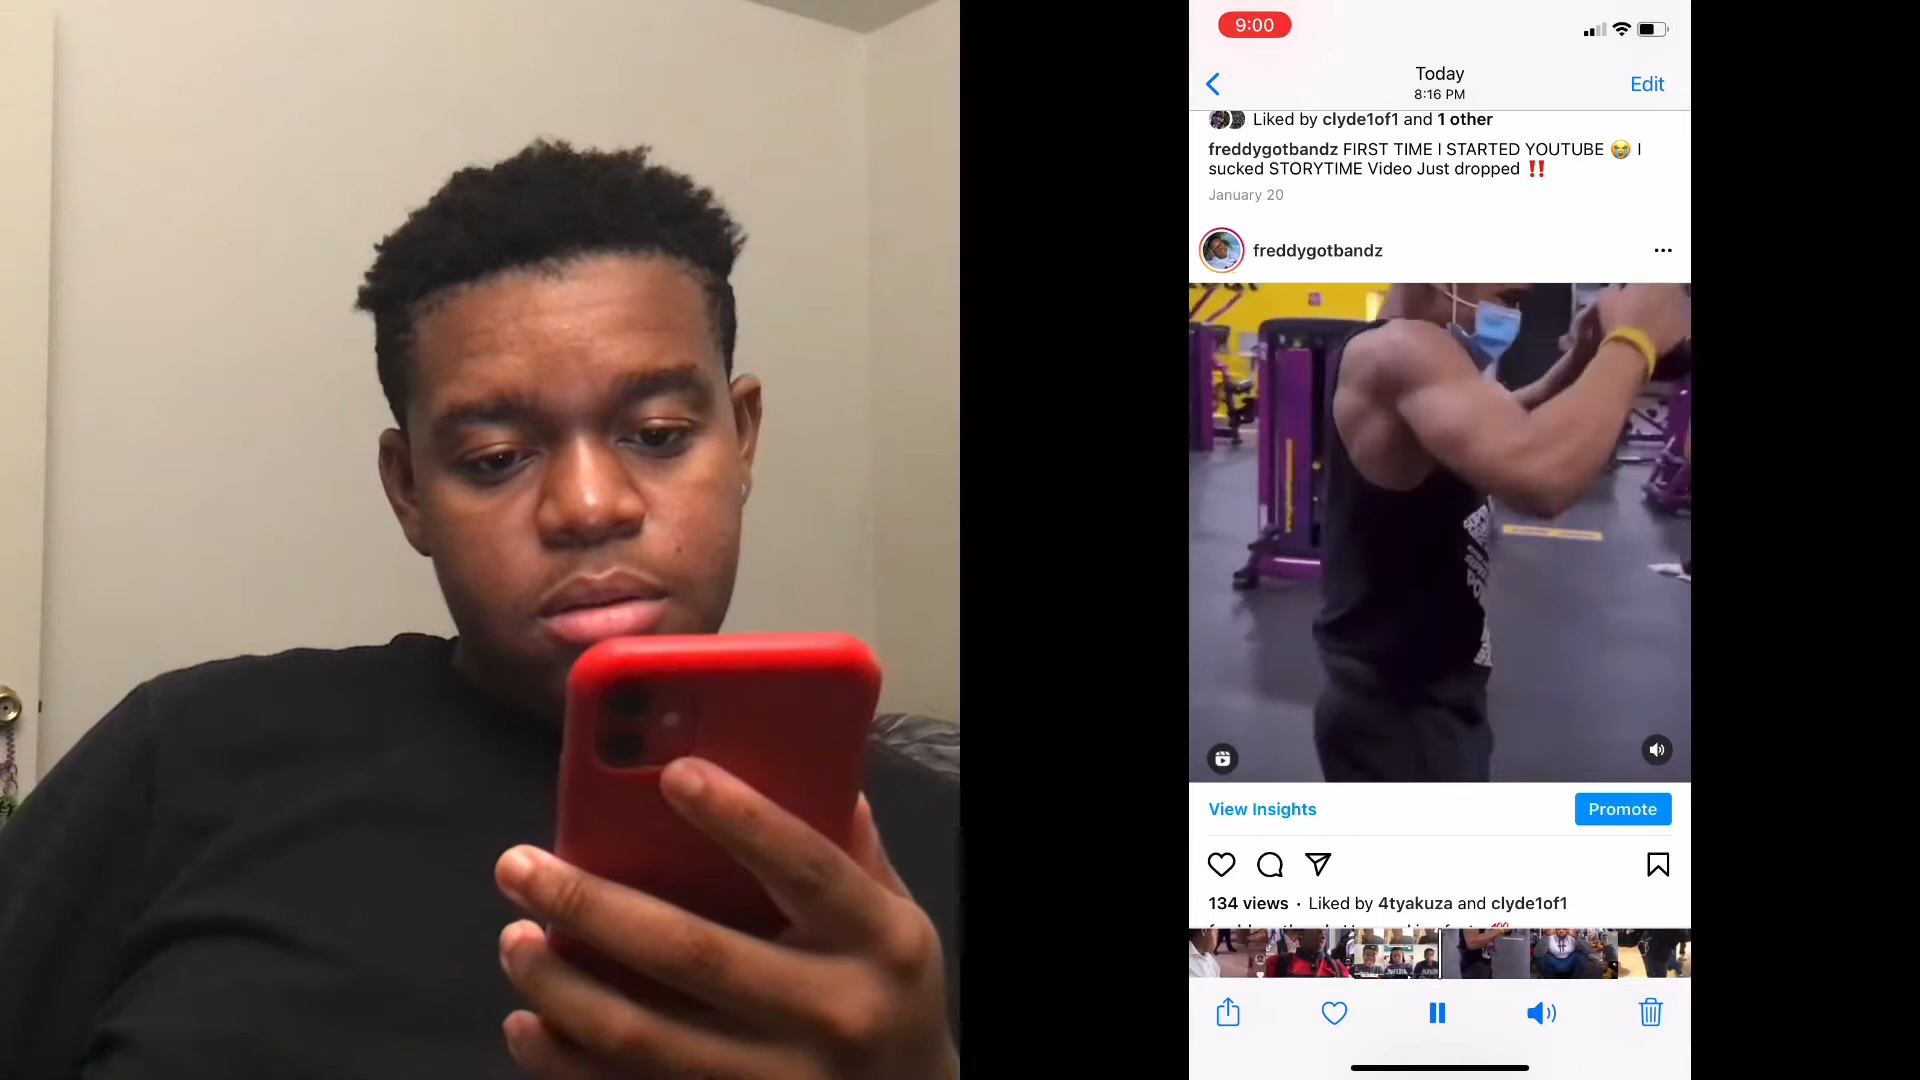 9:00
Today
8:16 PM
Edit
Liked by clyde1of1 and 1 other
freddygotbandz FIRST TIME I STARTED YOUTUBE 😭 I
sucked STORYTIME Video Just dropped ‼️
January 20
freddygotbandz
View Insights
Promote
134 views · Liked by 4tyakuza and clyde1of1